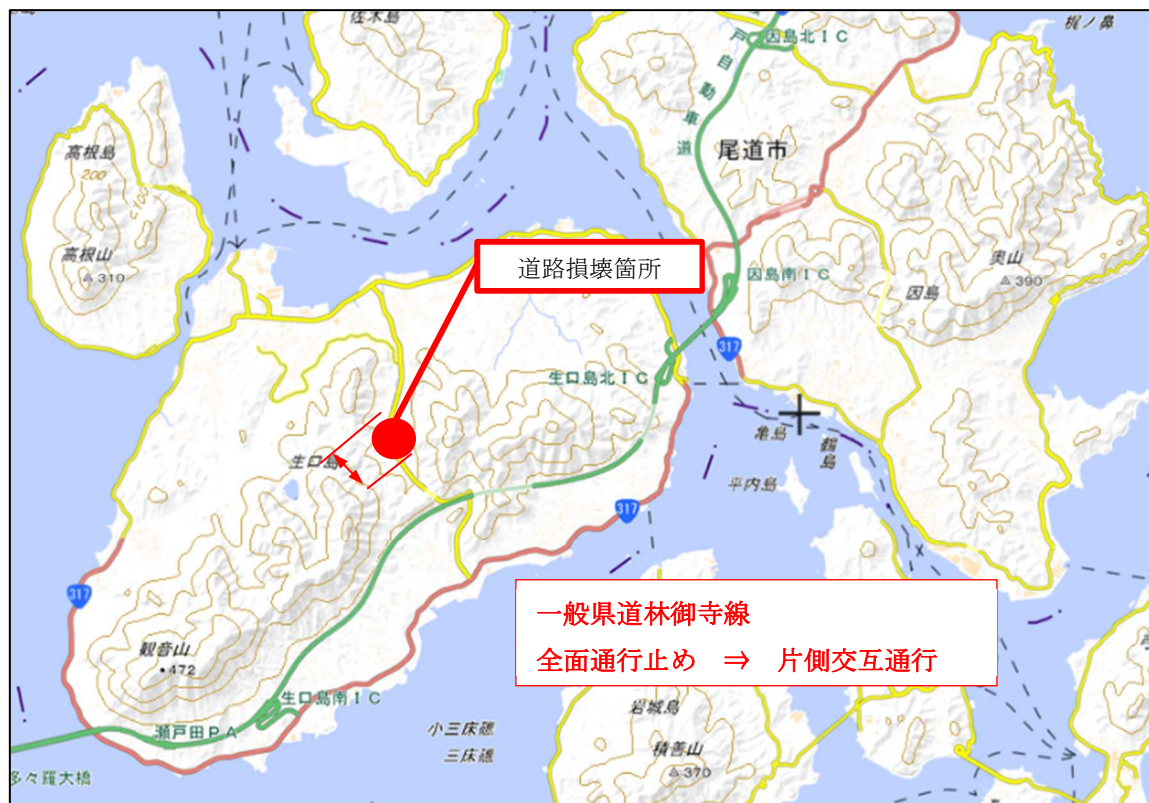 佐木島
因島北IC
梶ノ鼻
戸自動車道
尾道市
高根島
200
100
高根山
310
道路損壊箇所
因島南IC
因島
奥山
390
317
生口島北IC
亀島
鶴島
平内島
生口島
317
317
一般県道林御寺線
全面通行止め ⇒ 片側交互通行
観音山
472
生口島南IC
瀬戸田PA
多々羅大橋
小三床礁
三床礁
岩城島
積善山
370